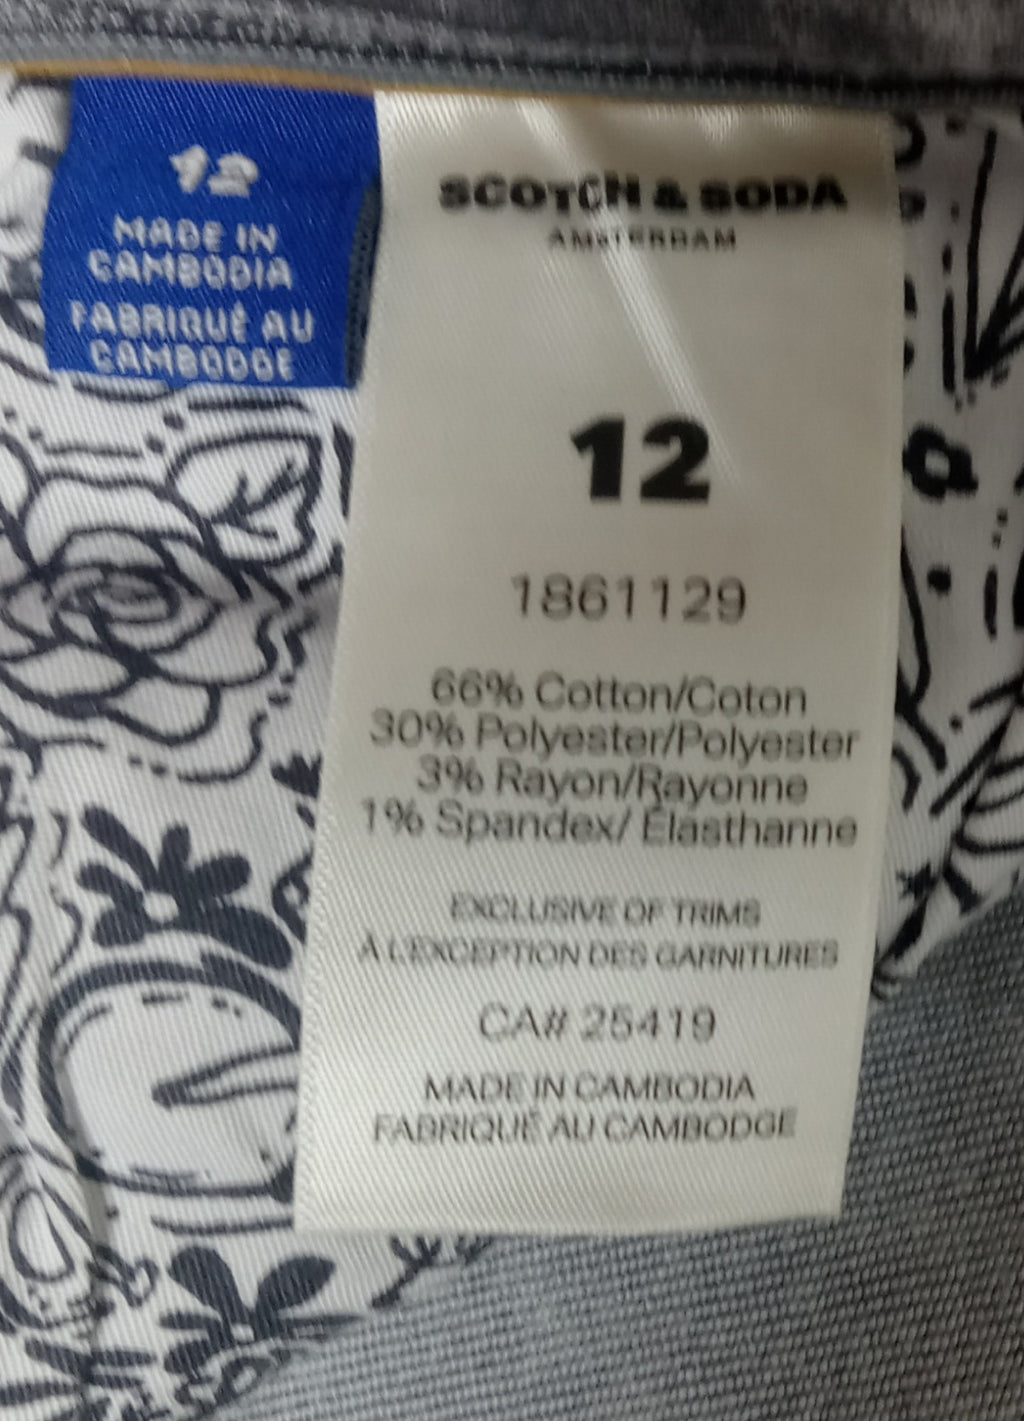 12
MADE IN
CAMBODIA
FABRIQUÉ AU
CAMBODGE
SCOTCH & SODA
AMSTERDAM
12
1861129
66% Cotton/Coton
30% Polyester/Polyester
3% Rayon/Rayonne
1% Spandex/ Élasthanne
EXCLUSIVE OF TRIMS
À L'EXCEPTION DES GARNITURES
CA# 25419
MADE IN CAMBODIA
FABRIQUÉ AU CAMBODGE